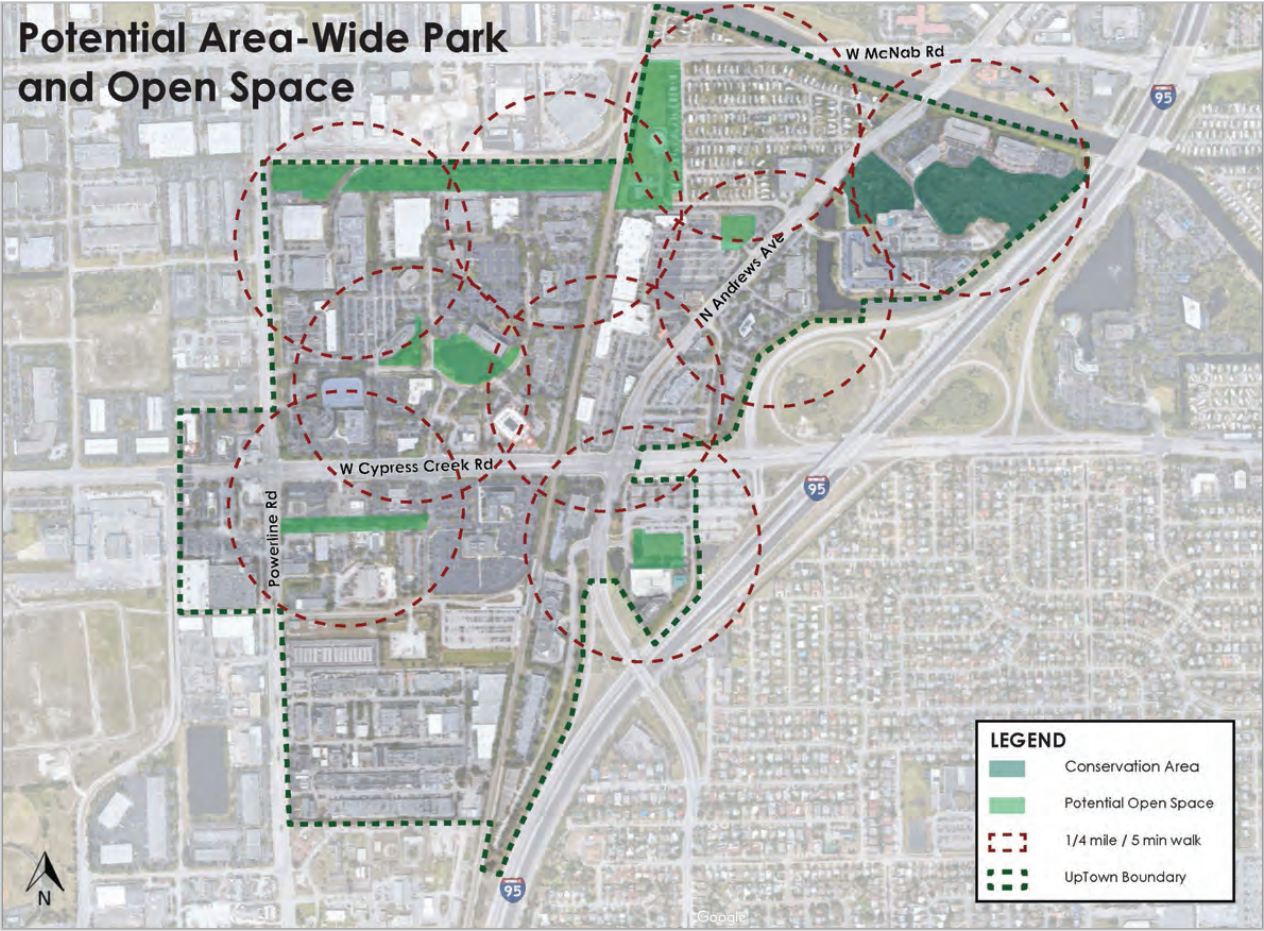 Potential Area-Wide Park
and Open Space
W McNab Rd
95
N Andrews Ave
W Cypress Creek Rd
95
Powerline Rd
LEGEND
Conservation Area
Potential Open Space
1/4 mile / 5 min walk
UpTown Boundary
N
95
Google